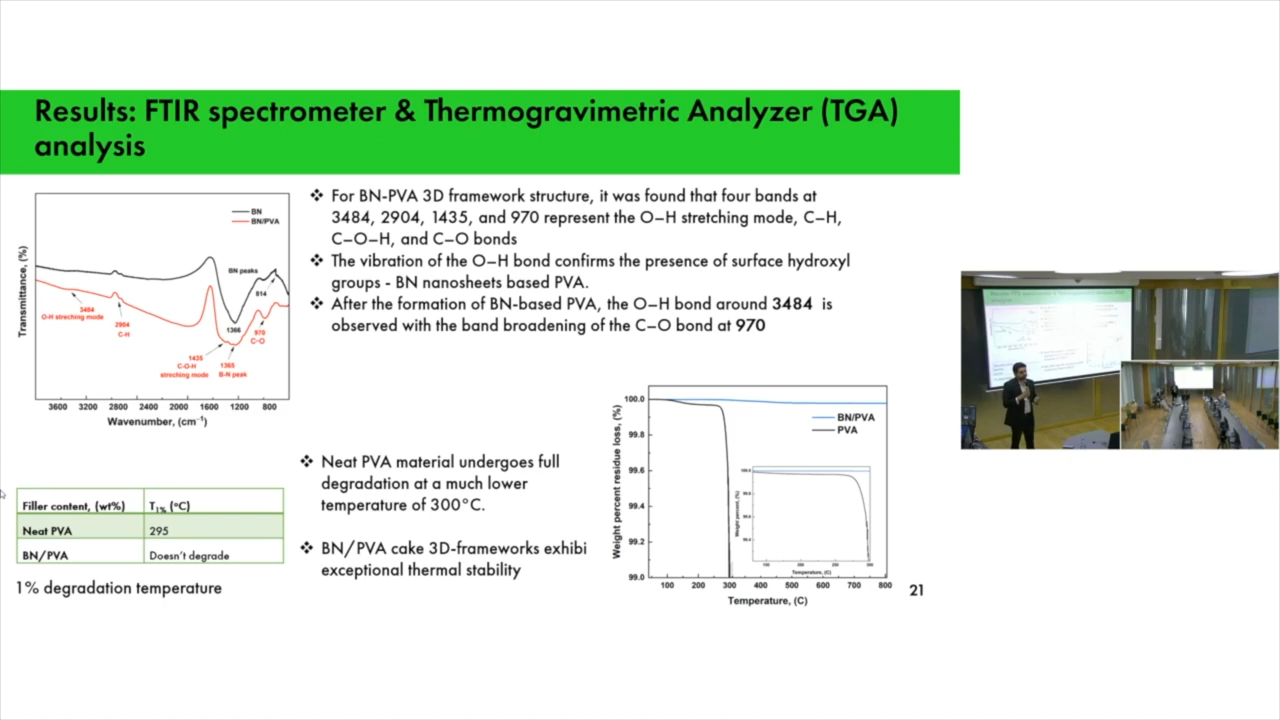 Results: FTIR spectrometer & Thermogravimetric Analyzer (TGA)
analysis
BN
BN/PVA
BN peaks
814
3484
O-H streching mode
2904
C-H
1366
970
C-O
1435
C-O-H
streching mode
1365
B-N peak
Transmittance, (%)
3600 3200 2800 2400 2000 1600 1200 800
Wavenumber, (cm⁻¹)
❖ For BN-PVA 3D framework structure, it was found that four bands at
3484, 2904, 1435, and 970 represent the O–H stretching mode, C–H,
C–O–H, and C–O bonds
❖ The vibration of the O–H bond confirms the presence of surface hydroxyl
groups - BN nanosheets based PVA.
❖ After the formation of BN-based PVA, the O–H bond around 3484 is
observed with the band broadening of the C–O bond at 970
❖ Neat PVA material undergoes full
degradation at a much lower
temperature of 300°C.
❖ BN/PVA cake 3D-frameworks exhibi
exceptional thermal stability
Filler content, (wt%) T1% (°C)
Neat PVA 295
BN/PVA Doesn't degrade
1% degradation temperature
Weight percent residue loss, (%)
100.0
99.8
99.6
99.4
99.2
99.0
BN/PVA
PVA
Weight percent, (%)
Temperature, (C)
100 200 300 400 500 600 700 800
Temperature, (C)
21